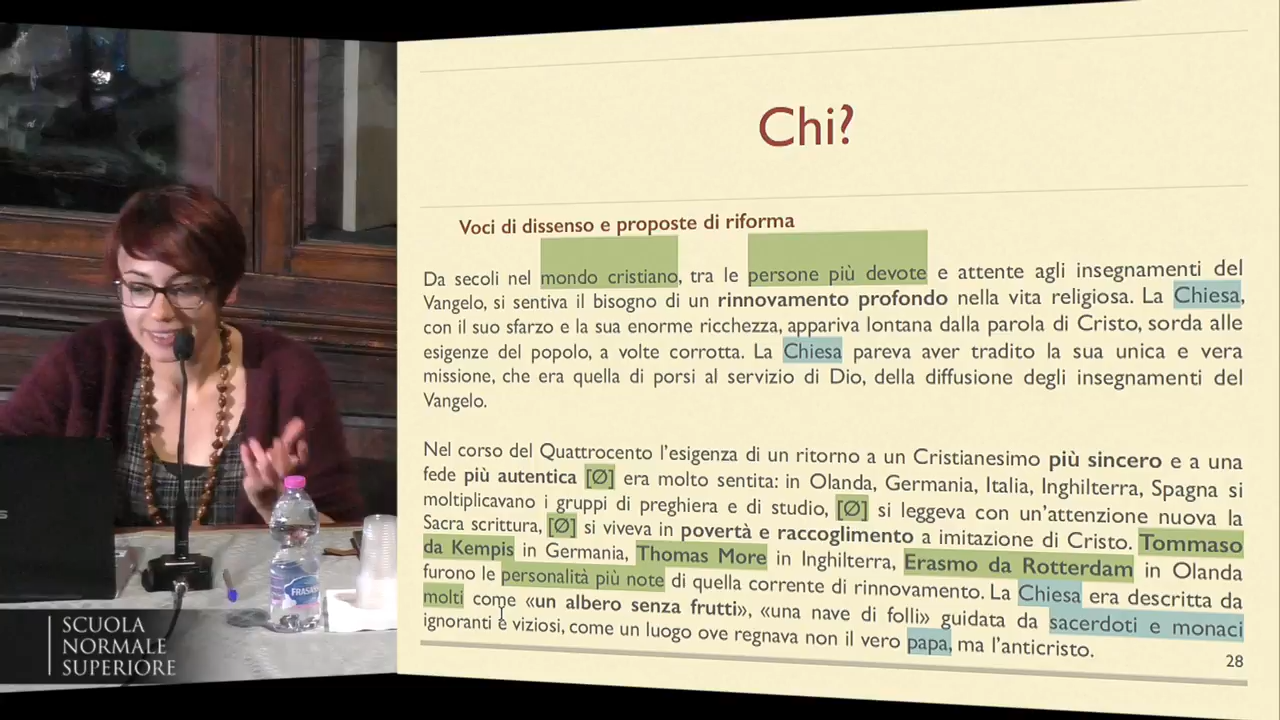 Chi?
Voci di dissenso e proposte di riforma
Da secoli nel mondo cristiano, tra le persone più devote e attente agli insegnamenti del
Vangelo, si sentiva il bisogno di un rinnovamento profondo nella vita religiosa. La Chiesa,
con il suo sfarzo e la sua enorme ricchezza, appariva lontana dalla parola di Cristo, sorda alle
esigenze del popolo, a volte corrotta. La Chiesa pareva aver tradito la sua unica e vera
missione, che era quella di porsi al servizio di Dio, della diffusione degli insegnamenti del
Vangelo.
Nel corso del Quattrocento l'esigenza di un ritorno a un Cristianesimo più sincero e a una
fede più autentica [Ø] era molto sentita: in Olanda, Germania, Italia, Inghilterra, Spagna si
moltiplicavano i gruppi di preghiera e di studio, [Ø] si leggeva con un'attenzione nuova la
Sacra scrittura, [Ø] si viveva in povertà e raccoglimento a imitazione di Cristo. Tommaso
da Kempis in Germania, Thomas More in Inghilterra, Erasmo da Rotterdam in Olanda
furono le personalità più note di quella corrente di rinnovamento. La Chiesa era descritta da
molti come «un albero senza frutti», «una nave di folli» guidata da sacerdoti e monaci
ignoranti e viziosi, come un luogo ove regnava non il vero papa, ma l'anticristo.
28
SCUOLA
NORMALE
SUPERIORE